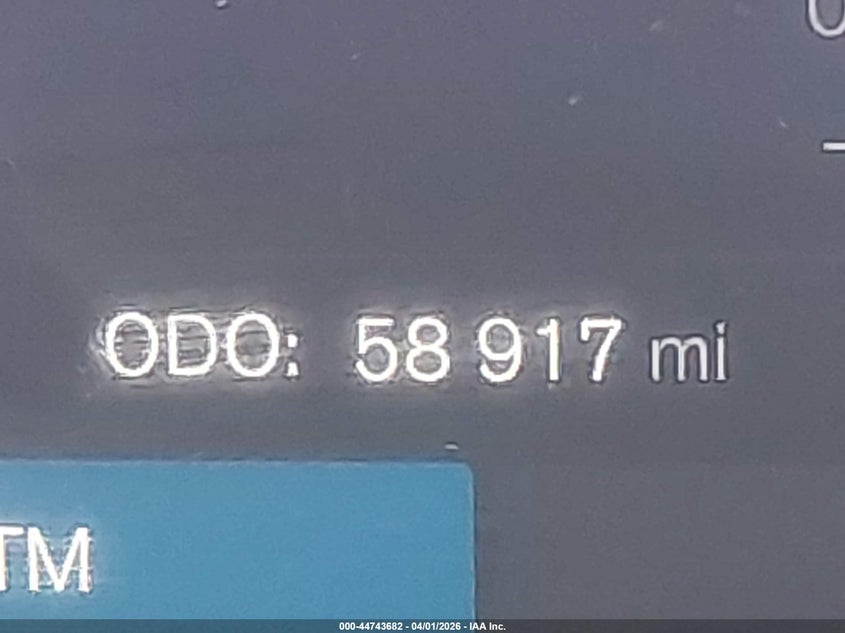 ODO: 58 917 mi
TM
000-44743682 - 04/01/2026 - IAA Inc.